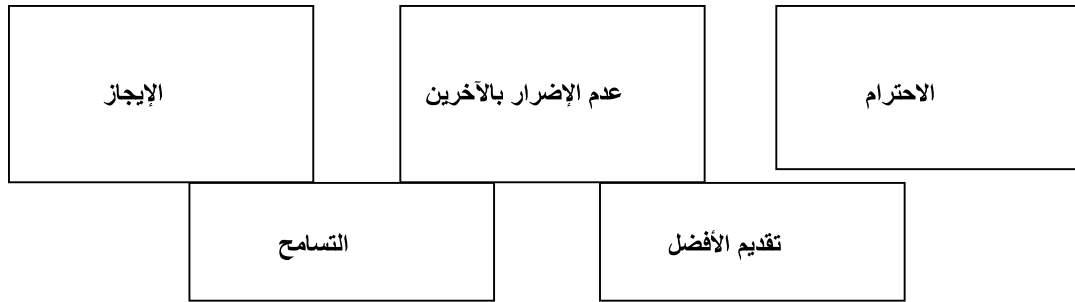 الاحترام
عدم الإضرار بالآخرين
الإيجاز
تقديم الأفضل
التسامح